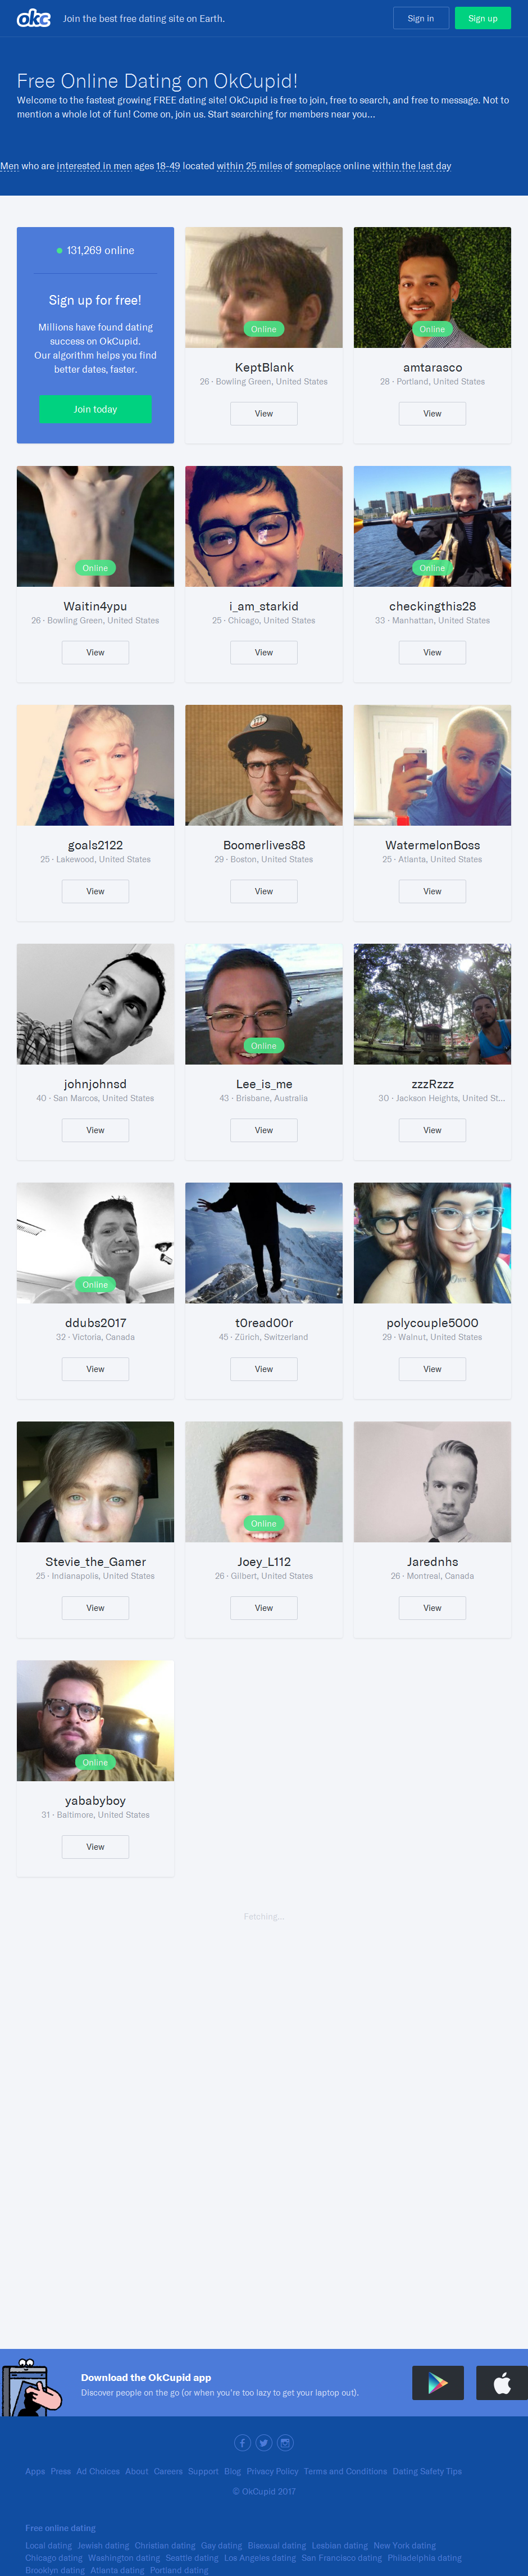 okc Join the best free dating site on Earth. Sign in Sign up
Free Online Dating on OkCupid!
Welcome to the fastest growing FREE dating site! OkCupid is free to join, free to search, and free to message. Not to
mention a whole lot of fun! Come on, join us. Start searching for members near you...
Men who are interested in men ages 18-49 located within 25 miles of someplace online within the last day
131,269 online
Sign up for free!
Millions have found dating
success on OkCupid.
Our algorithm helps you find
better dates, faster.
Join today
Online
KeptBlank
26 · Bowling Green, United States
View
Online
amtarasco
28 · Portland, United States
View
Online
Waitin4ypu
26 · Bowling Green, United States
View
i_am_starkid
25 · Chicago, United States
View
Online
checkingthis28
33 · Manhattan, United States
View
goals2122
25 · Lakewood, United States
View
Boomerlives88
29 · Boston, United States
View
WatermelonBoss
25 · Atlanta, United States
View
johnjohnsd
40 · San Marcos, United States
View
Online
Lee_is_me
43 · Brisbane, Australia
View
zzzRzzz
30 · Jackson Heights, United St...
View
Online
ddubs2017
32 · Victoria, Canada
View
t0read00r
45 · Zürich, Switzerland
View
polycouple5000
29 · Walnut, United States
View
Stevie_the_Gamer
25 · Indianapolis, United States
View
Online
Joey_L112
26 · Gilbert, United States
View
Jarednhs
26 · Montreal, Canada
View
Online
yababyboy
31 · Baltimore, United States
View
Fetching...
Download the OkCupid app
Discover people on the go (or when you're too lazy to get your laptop out).
Apps Press Ad Choices About Careers Support Blog Privacy Policy Terms and Conditions Dating Safety Tips
© OkCupid 2017
Free online dating
Local dating Jewish dating Christian dating Gay dating Bisexual dating Lesbian dating New York dating
Chicago dating Washington dating Seattle dating Los Angeles dating San Francisco dating Philadelphia dating
Brooklyn dating Atlanta dating Portland dating